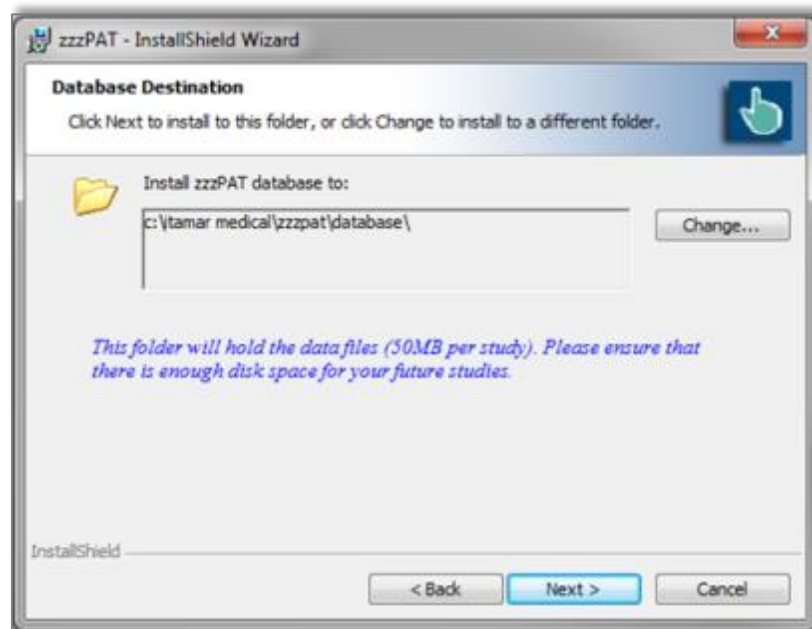 zzzPAT - InstallShield Wizard
Database Destination
Click Next to install to this folder, or click Change to install to a different folder.
Install zzzPAT database to:
c:\itamar medical\zzzpat\database\
Change...
This folder will hold the data files (50MB per study). Please ensure that
there is enough disk space for your future studies.
InstallShield
< Back
Next >
Cancel